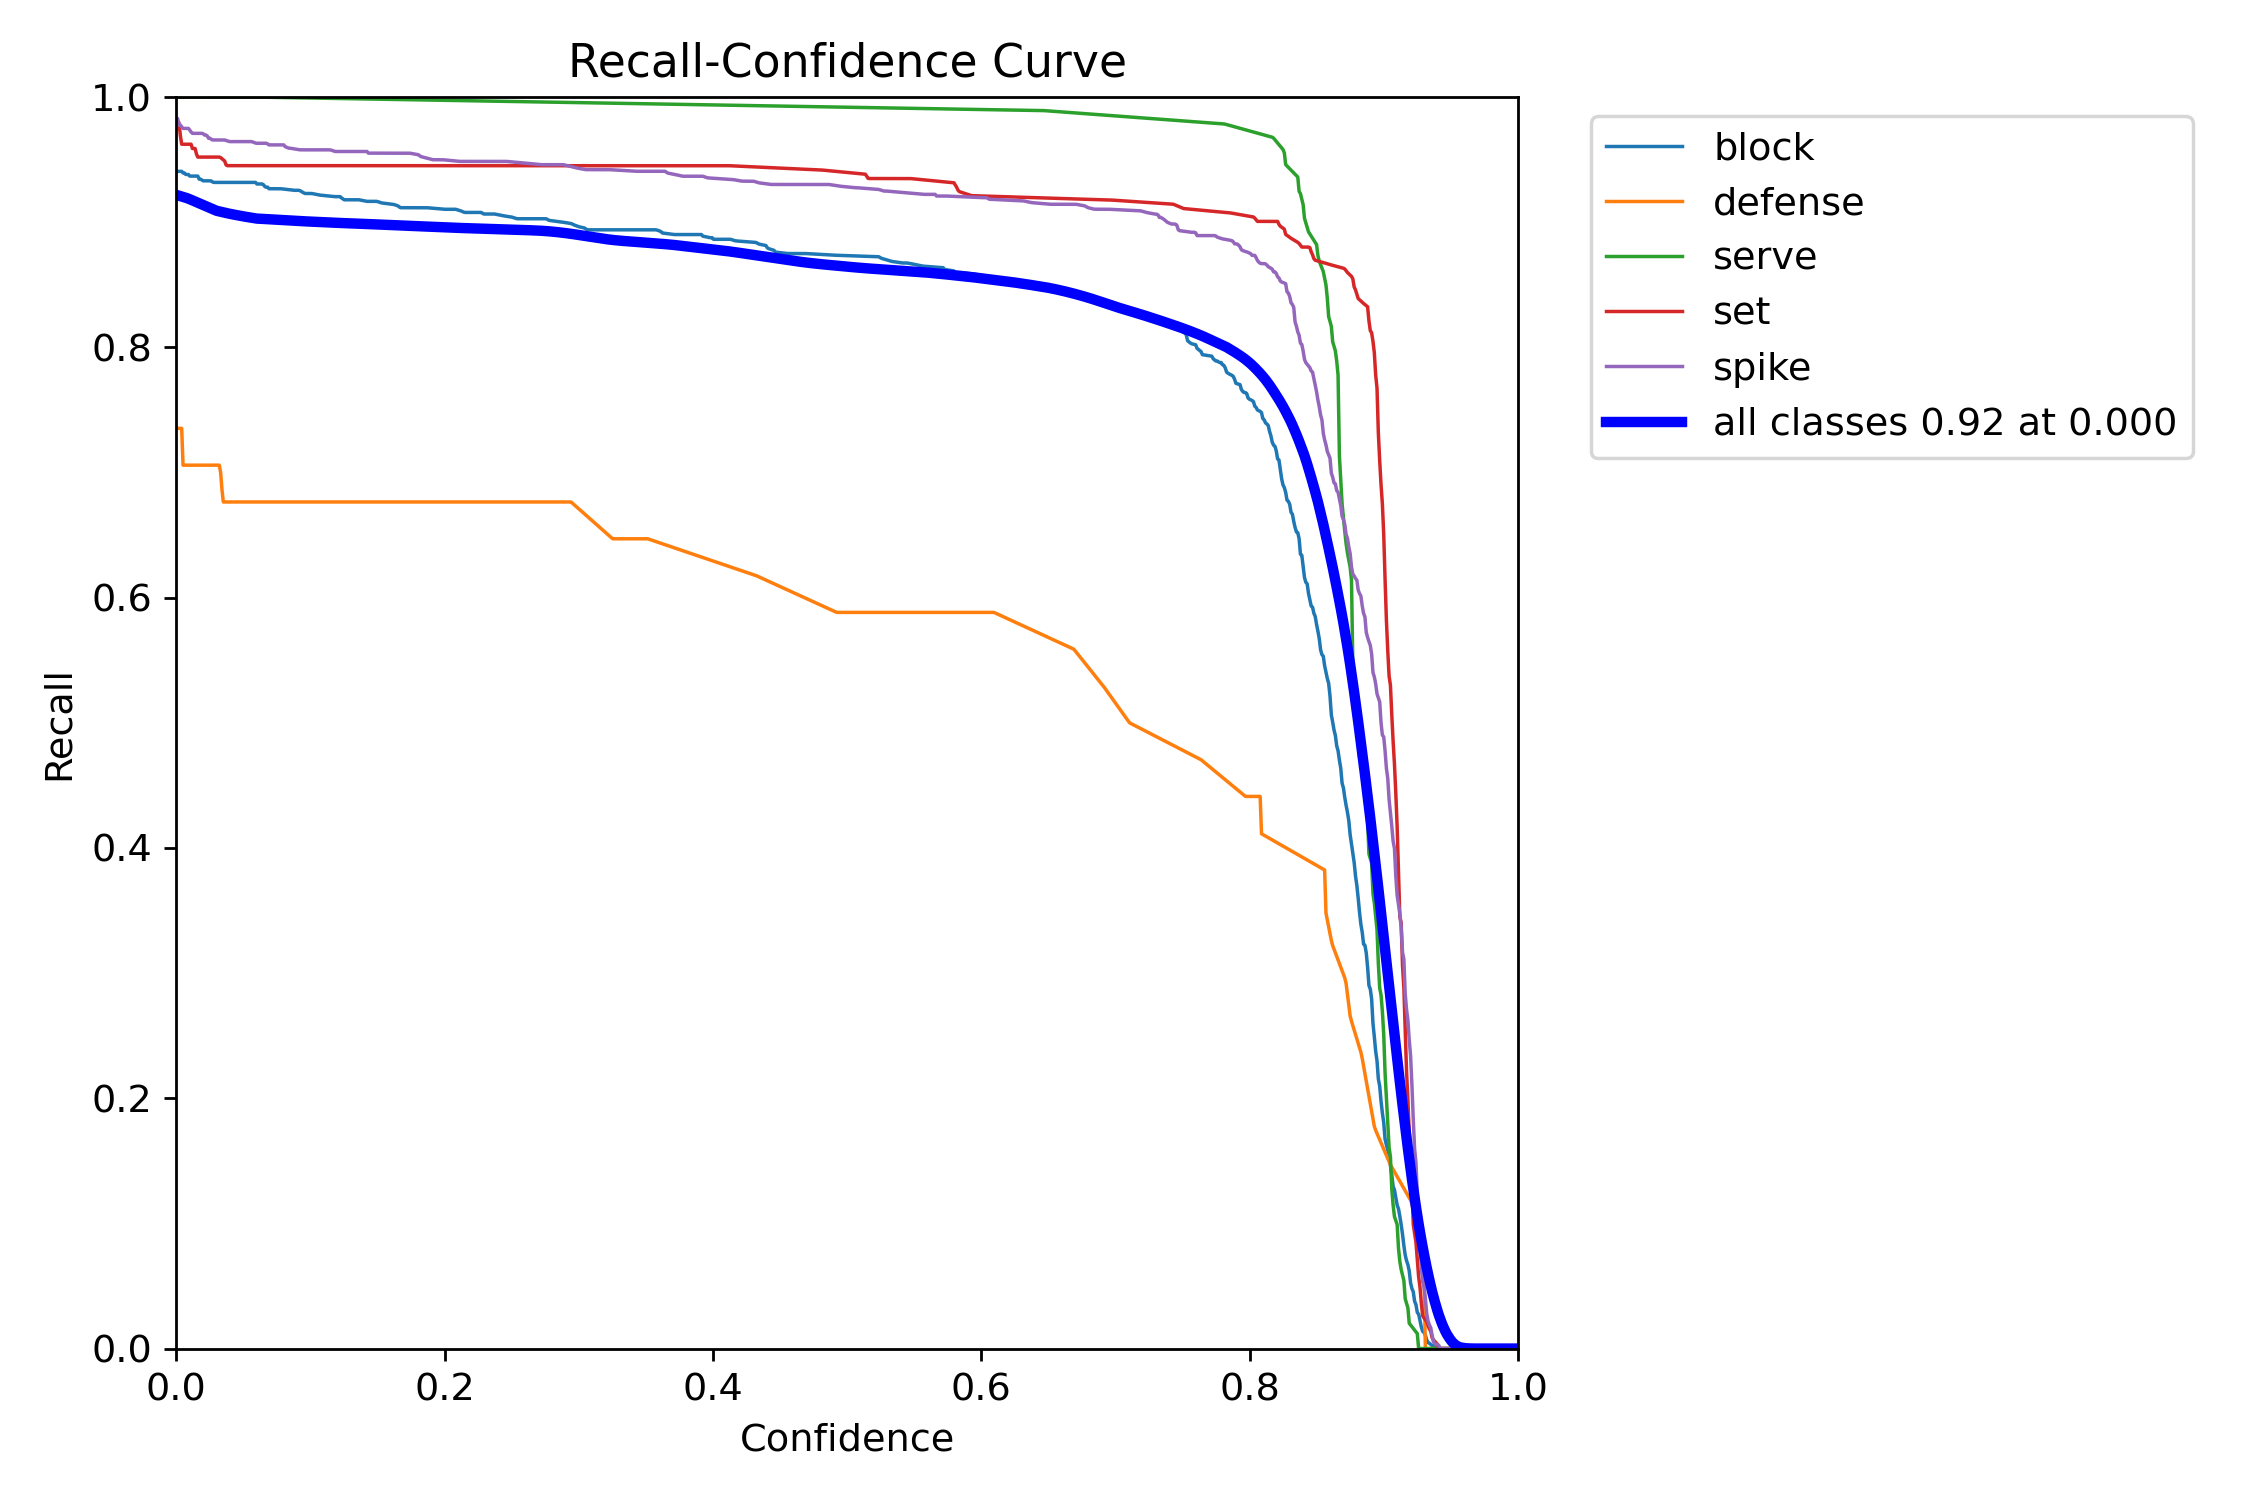 Recall-Confidence Curve
1.0
0.8
0.6
0.4
0.2
0.0
Recall
0.0 0.2 0.4 0.6 0.8 1.0
Confidence
block
defense
serve
set
spike
all classes 0.92 at 0.000